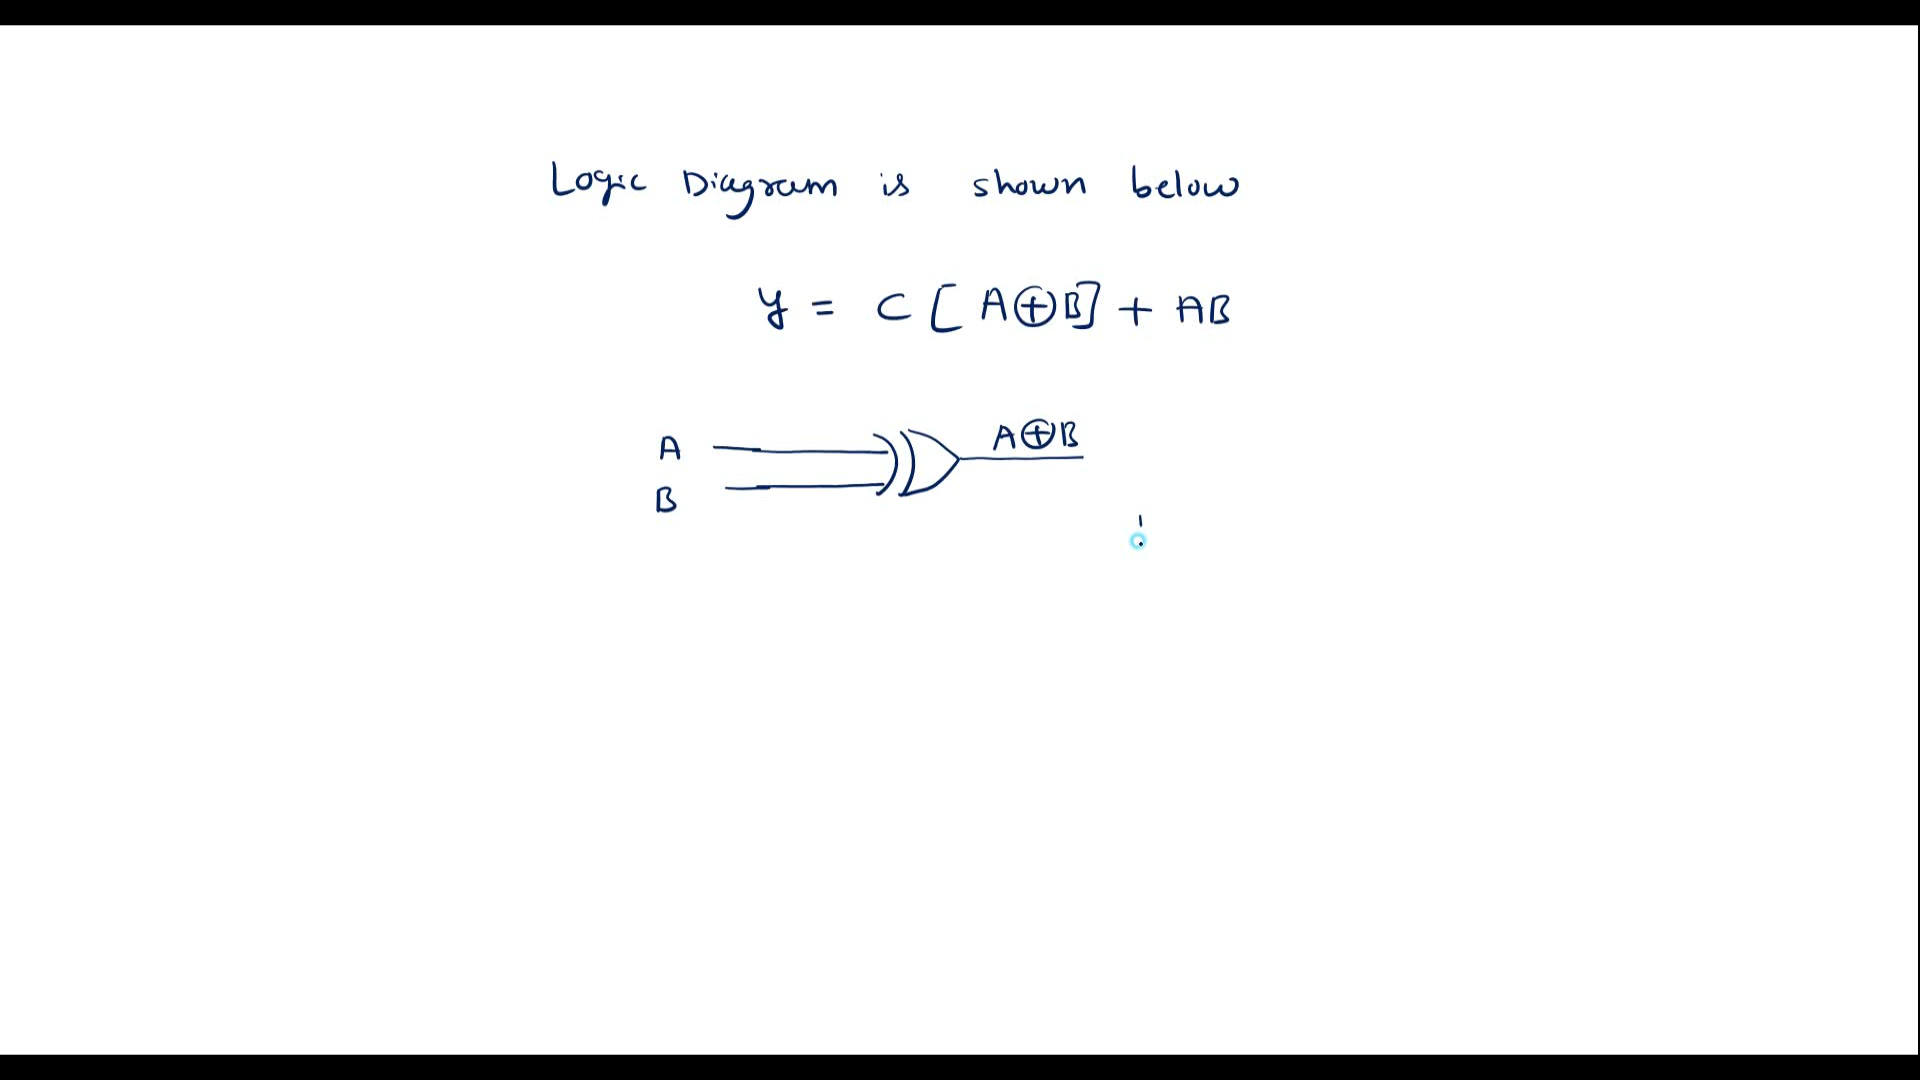 Logic Diagram is shown below
y = C [ A⊕B] + AB
A⊕B
A
B